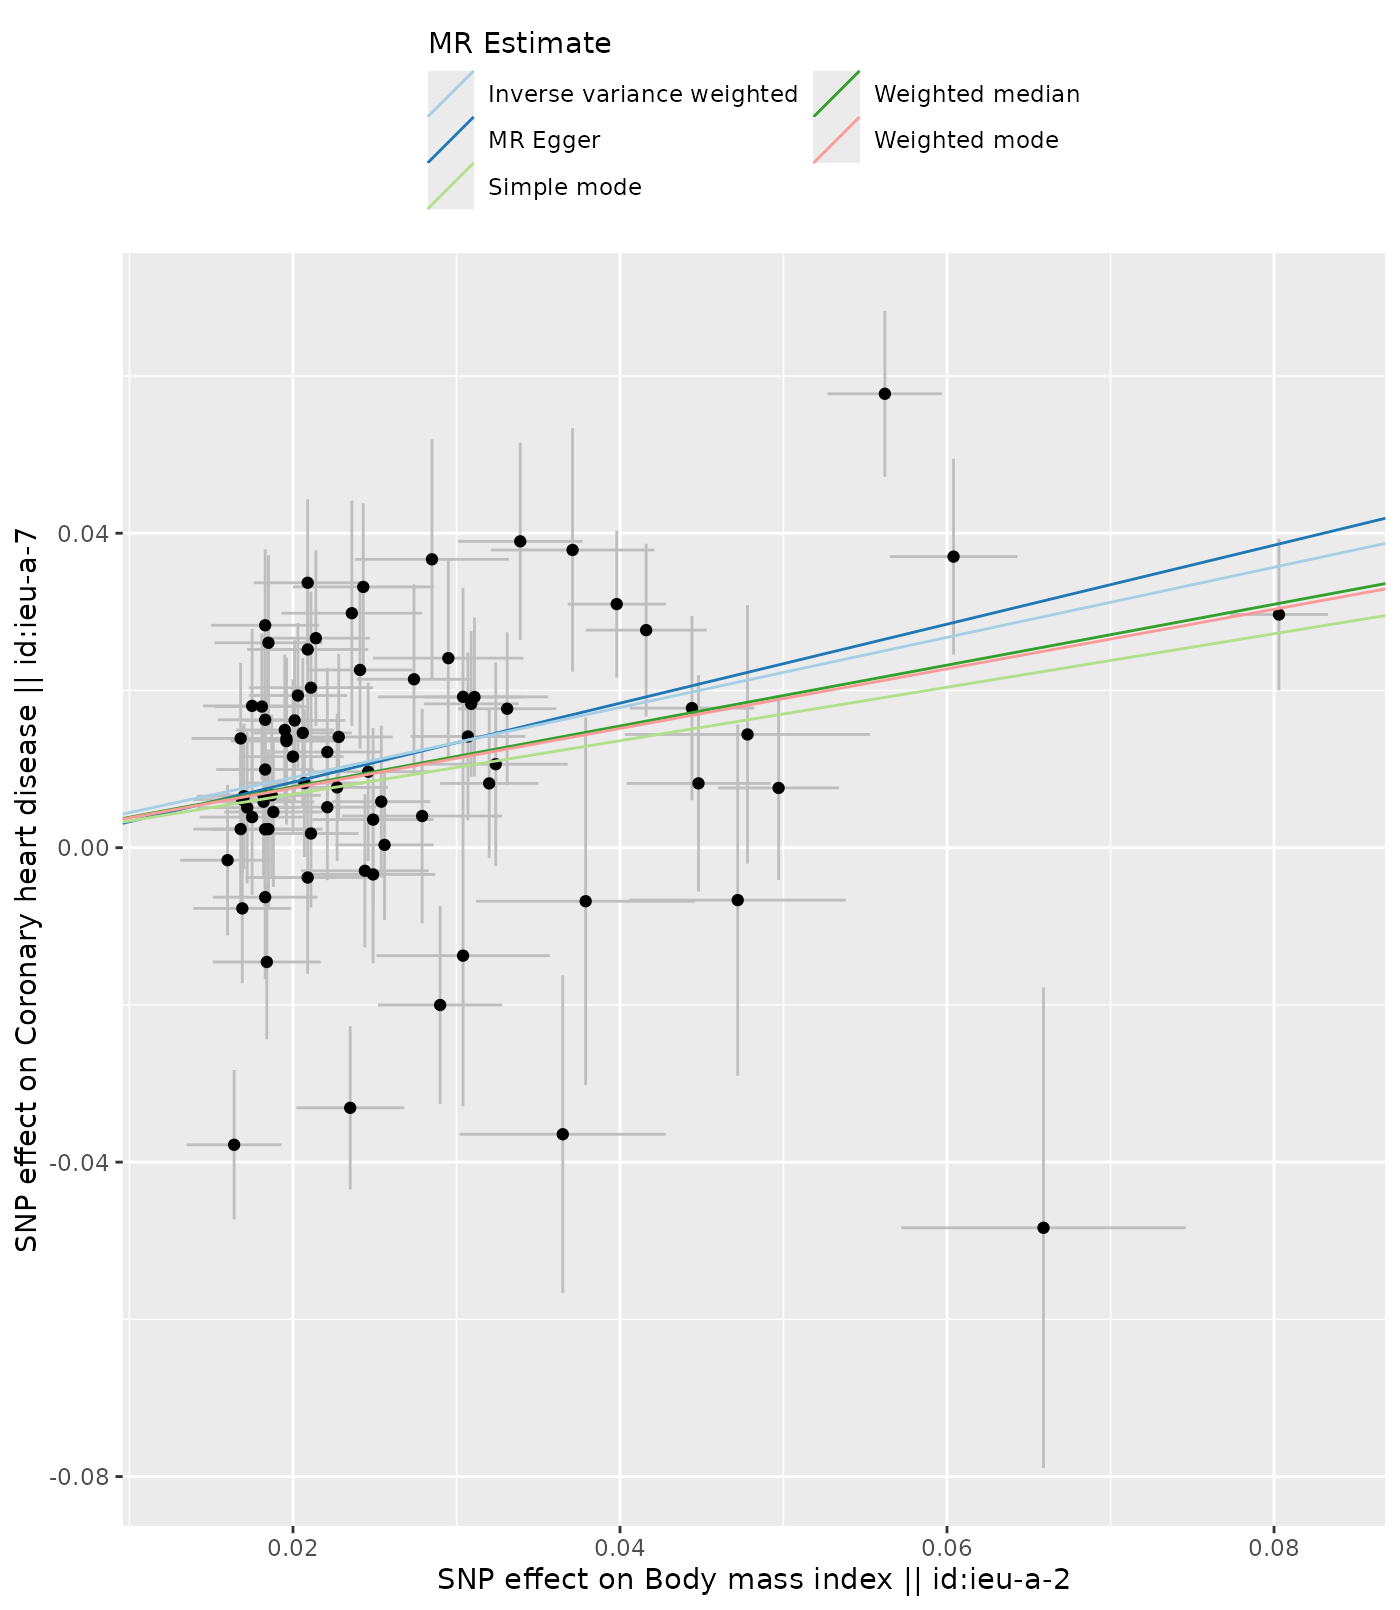 MR Estimate
Inverse variance weighted
MR Egger
Simple mode
Weighted median
Weighted mode
SNP effect on Coronary heart disease || id:ieu-a-7
0.04
0.00
-0.04
-0.08
0.02 0.04 0.06 0.08
SNP effect on Body mass index || id:ieu-a-2